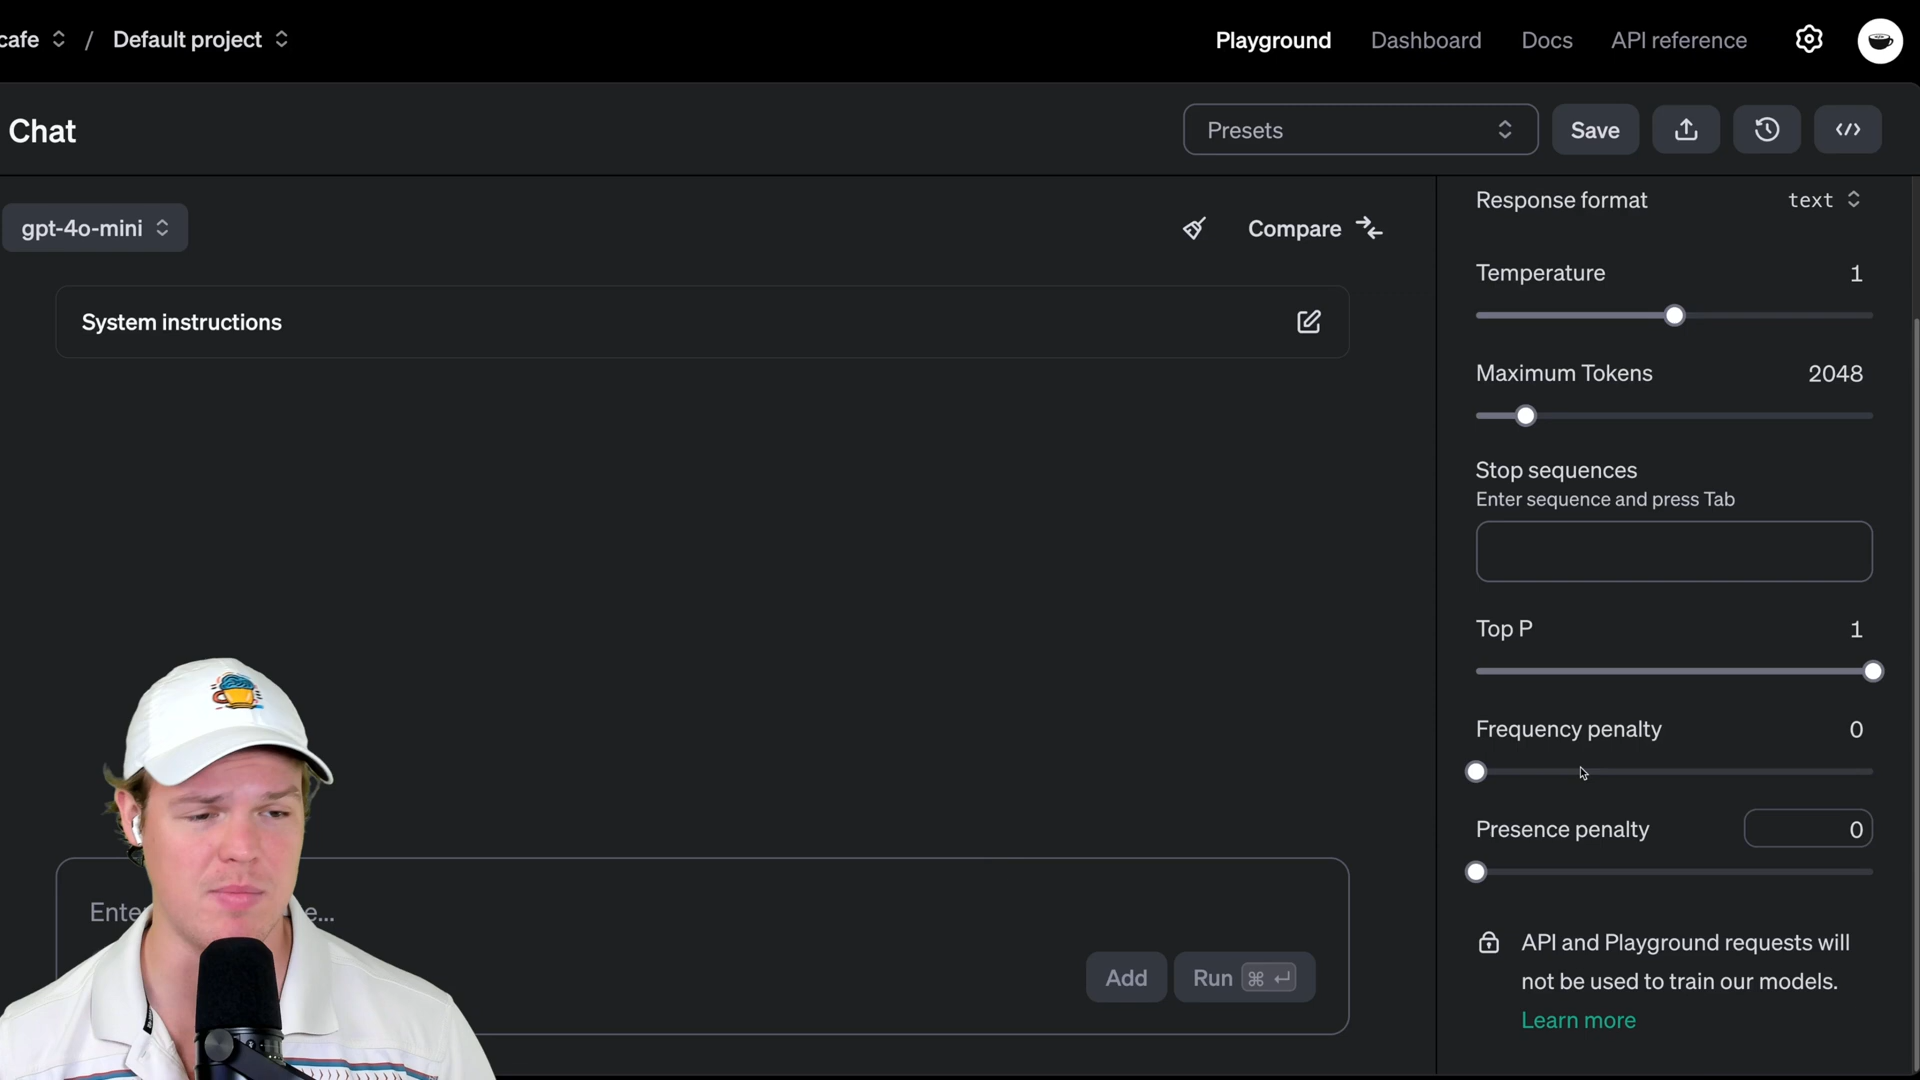 cafe / Default project
Playground Dashboard Docs API reference
Chat
Presets
Save
gpt-4o-mini
Compare
System instructions
Response format text
Temperature 1
Maximum Tokens 2048
Stop sequences
Enter sequence and press Tab
Top P 1
Frequency penalty 0
Presence penalty 0
API and Playground requests will
not be used to train our models.
Learn more
Add
Run ⌘ ↵